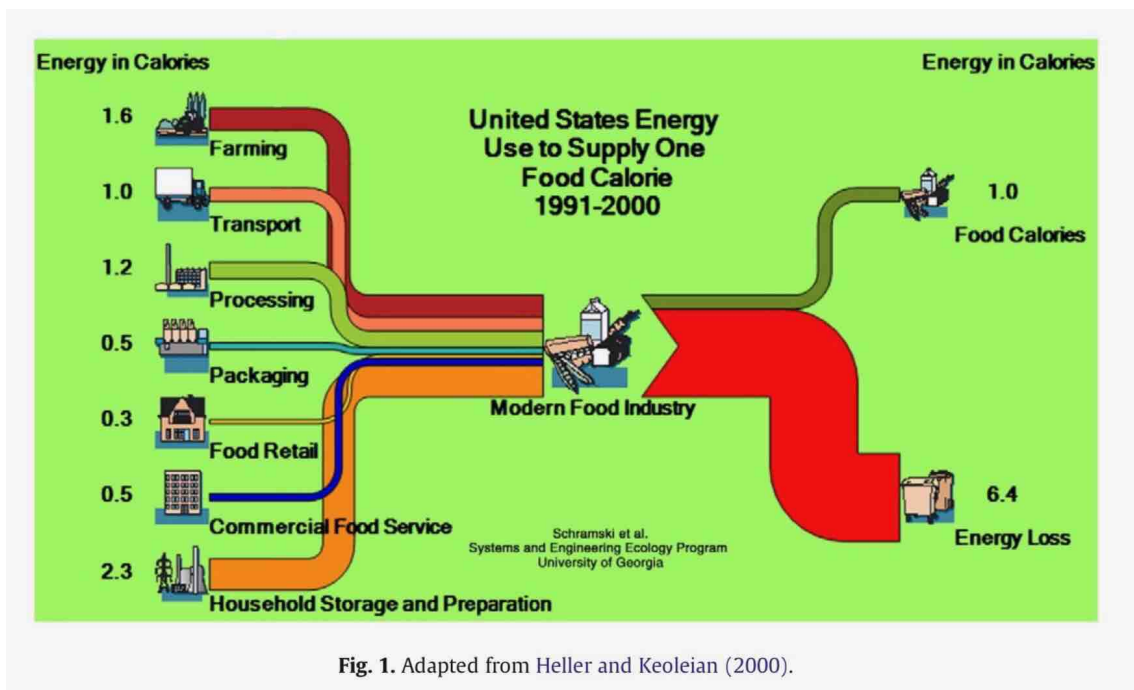 Energy in Calories
Energy in Calories
United States Energy
Use to Supply One
Food Calorie
1991-2000
1.6
Farming
1.0
Transport
1.2
Processing
0.5
Packaging
0.3
Food Retail
0.5
Commercial Food Service
2.3
Household Storage and Preparation
Modern Food Industry
1.0
Food Calories
6.4
Energy Loss
Schramski et al.
Systems and Engineering Ecology Program
University of Georgia
Fig. 1. Adapted from Heller and Keoleian (2000).